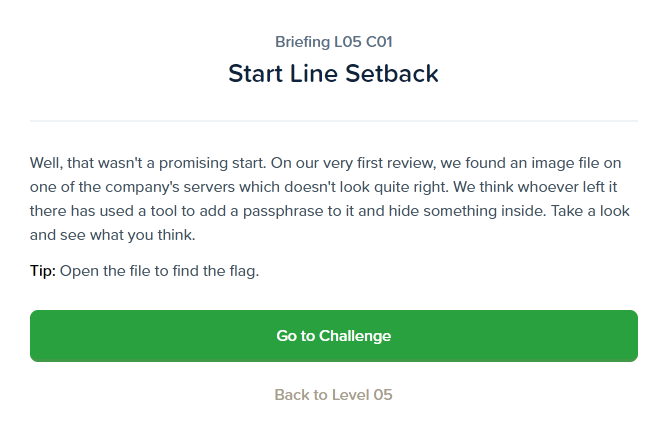 Briefing L05 C01
Start Line Setback
Well, that wasn't a promising start. On our very first review, we found an image file on
one of the company's servers which doesn't look quite right. We think whoever left it
there has used a tool to add a passphrase to it and hide something inside. Take a look
and see what you think.
Tip: Open the file to find the flag.
Go to Challenge
Back to Level 05